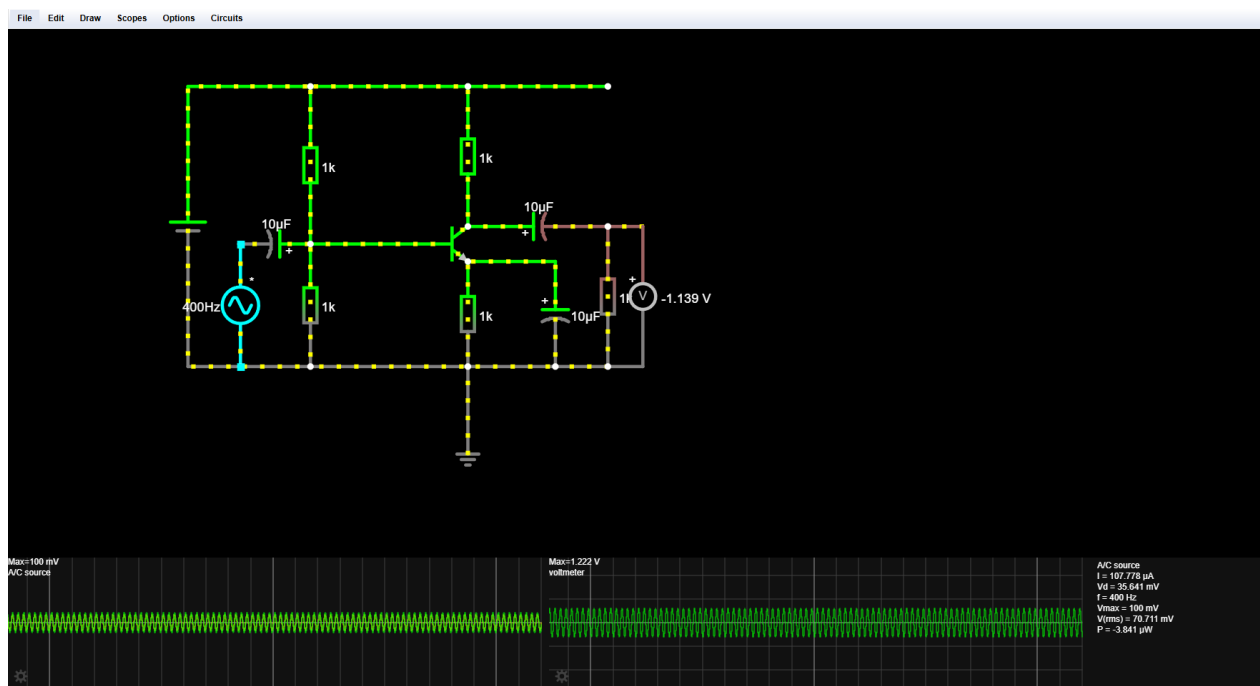 File Edit Draw Scopes Options Circuits
1k
1k
10µF
10µF
400Hz
*
+
+
1k
1k
+
10µF
1k
+
V
-1.139 V
Max=100 mV
A/C source
Max=1.222 V
voltmeter
A/C source
I = 107.778 µA
Vd = 35.641 mV
f = 400 Hz
Vmax = 100 mV
V(rms) = 70.711 mV
P = -3.841 µW